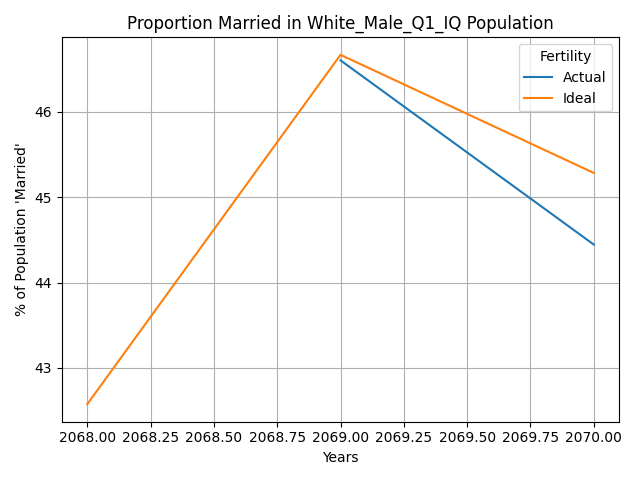 Proportion Married in White_Male_Q1_IQ Population
Fertility
Actual
Ideal
% of Population 'Married'
46
45
44
43
2068.00 2068.25 2068.50 2068.75 2069.00 2069.25 2069.50 2069.75 2070.00
Years